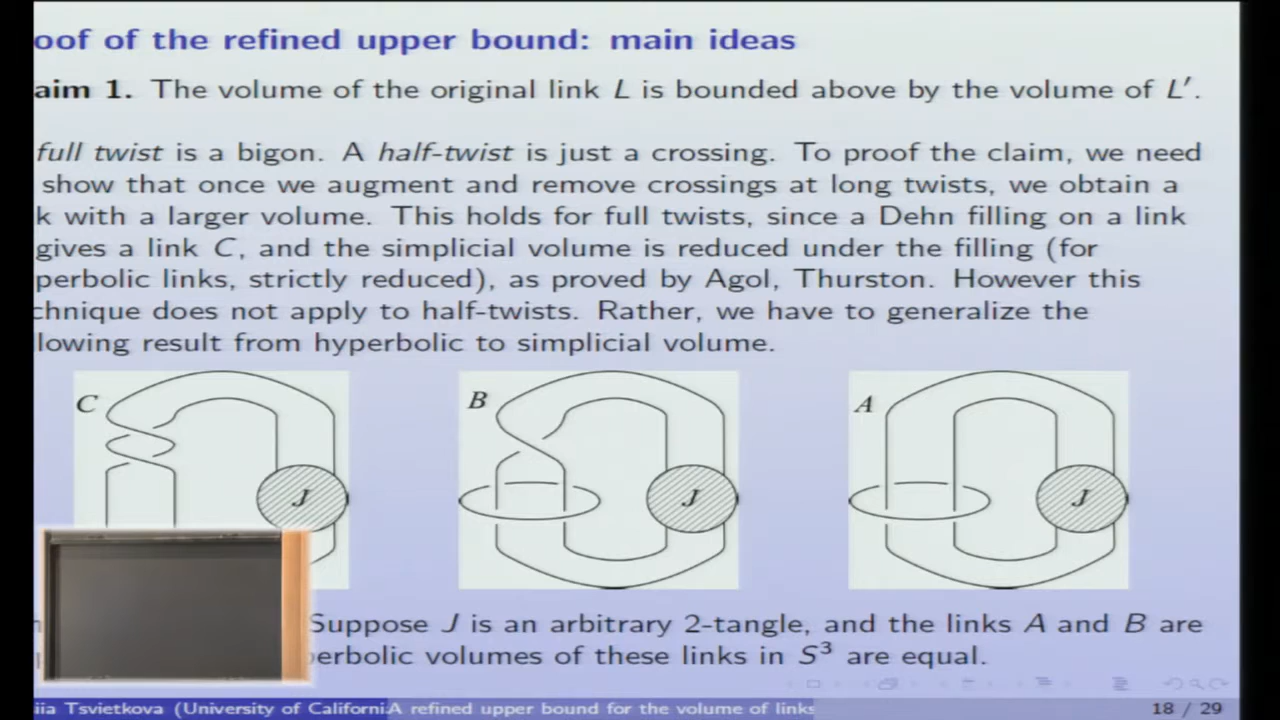 oof of the refined upper bound: main ideas
aim 1. The volume of the original link L is bounded above by the volume of L′.
full twist is a bigon. A half-twist is just a crossing. To proof the claim, we need
show that once we augment and remove crossings at long twists, we obtain a
k with a larger volume. This holds for full twists, since a Dehn filling on a link
gives a link C, and the simplicial volume is reduced under the filling (for
perbolic links, strictly reduced), as proved by Agol, Thurston. However this
chnique does not apply to half-twists. Rather, we have to generalize the
lowing result from hyperbolic to simplicial volume.
C
J
B
J
A
J
Suppose J is an arbitrary 2-tangle, and the links A and B are
perbolic volumes of these links in S³ are equal.
iia Tsvietkova (University of Californi
A refined upper bound for the volume of links
18 / 29